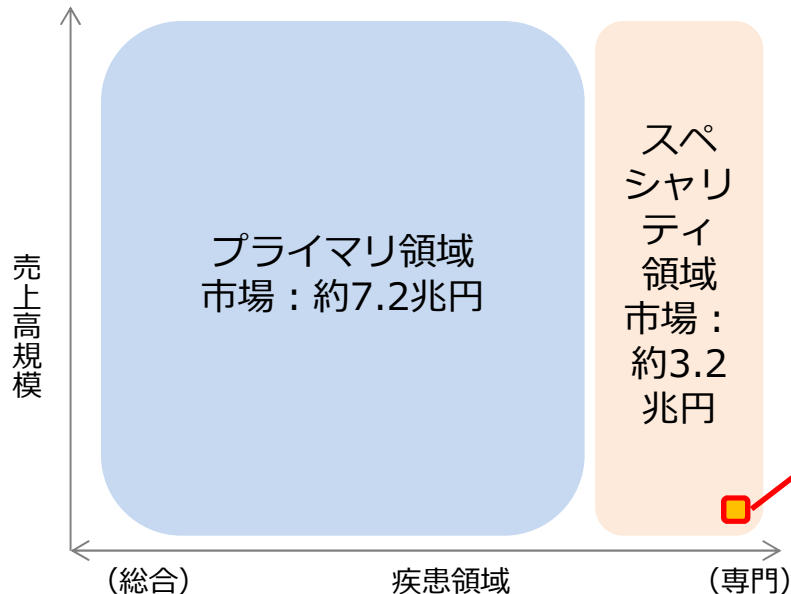 プライマリ領域
市場：約7.2兆円
スペ
シャリ
ティ
領域
市場：
約3.2
兆円
売上高規模
（総合）
疾患領域
（専門）